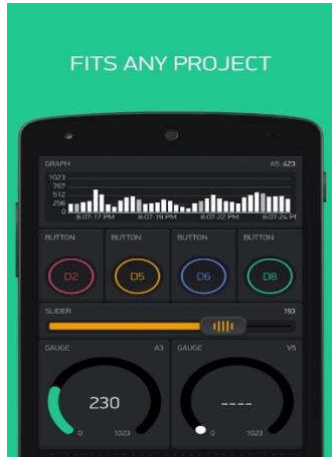 FITS ANY PROJECT
GRAPH A5 423
1023
767
512
256
0
8:07:17 PM 8:07:19 PM 8:07:22 PM 8:07:24 PM
BUTTON BUTTON BUTTON BUTTON
D2 D5 D6 D8
SLIDER 193
GAUGE A3 GAUGE V5
230 ----
0 1023 0 1023